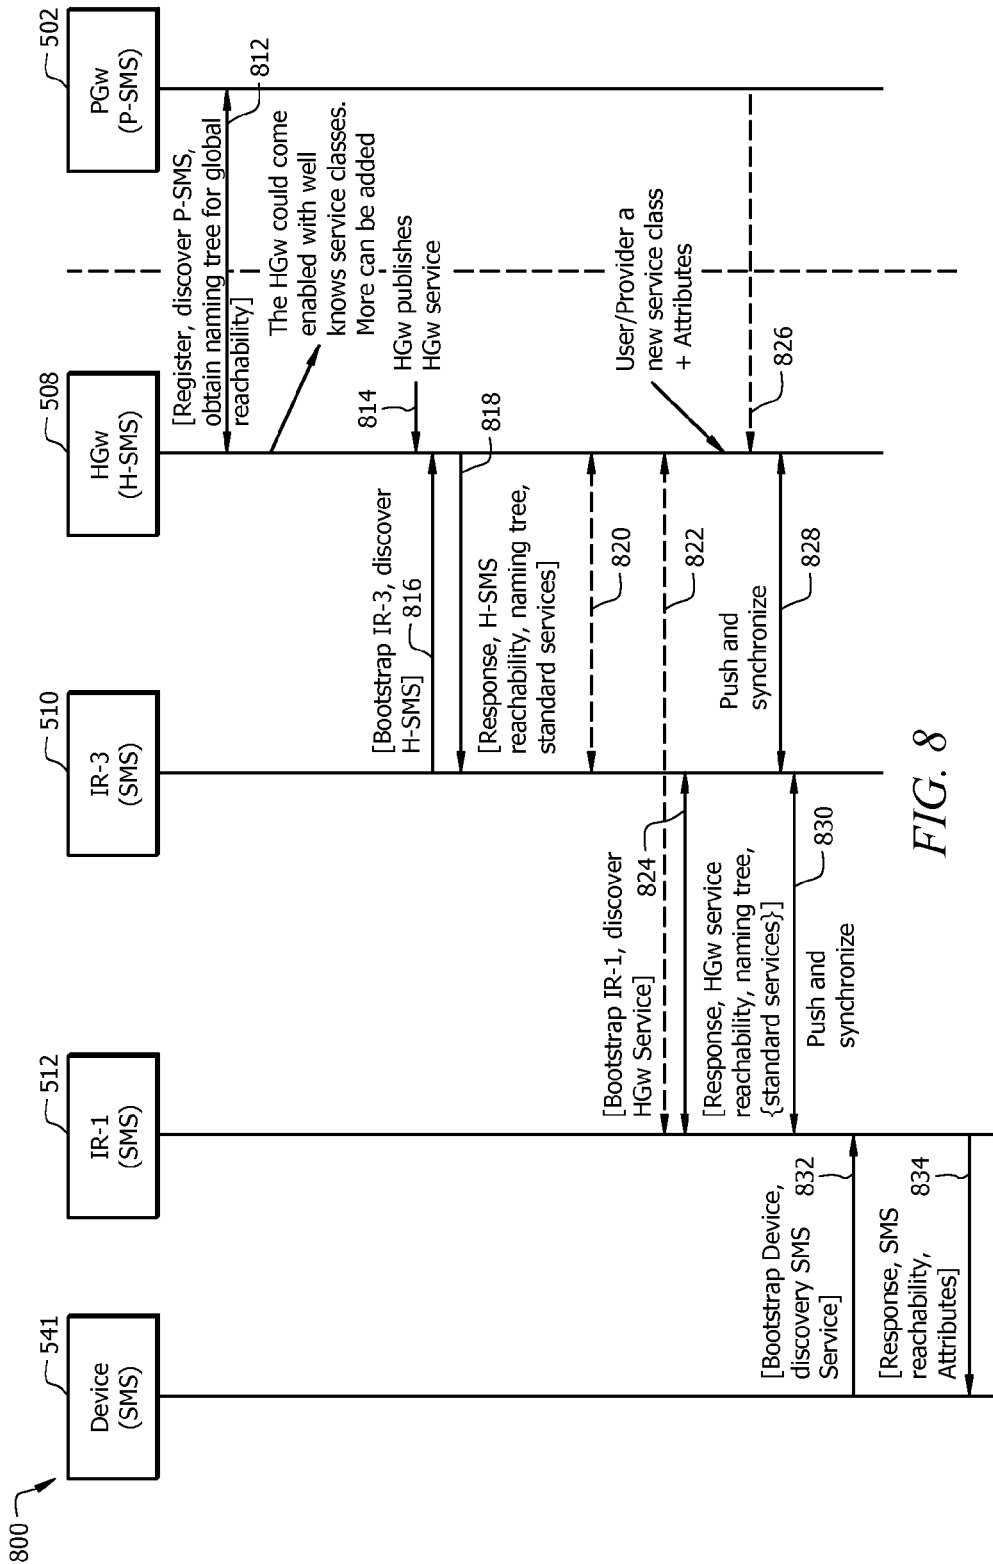 800
541
Device
(SMS)
512
IR-1
(SMS)
510
IR-3
(SMS)
508
HGw
(H-SMS)
502
PGw
(P-SMS)
[Register, discover P-SMS,
obtain naming tree for global
reachability]
812
The HGw could come
enabled with well
knows service classes.
More can be added
814
HGw publishes
HGw service
[Bootstrap IR-3, discover
H-SMS]
816
818
[Response, H-SMS
reachability, naming tree,
standard services]
820
[Bootstrap IR-1, discover
HGw Service]
822
824
User/Provider a
new service class
+ Attributes
826
[Response, HGw service
reachability, naming tree,
{standard services}]
Push and
synchronize
828
830
Push and
synchronize
[Bootstrap Device,
discovery SMS
Service]
832
[Response, SMS
reachability,
Attributes]
834
FIG. 8